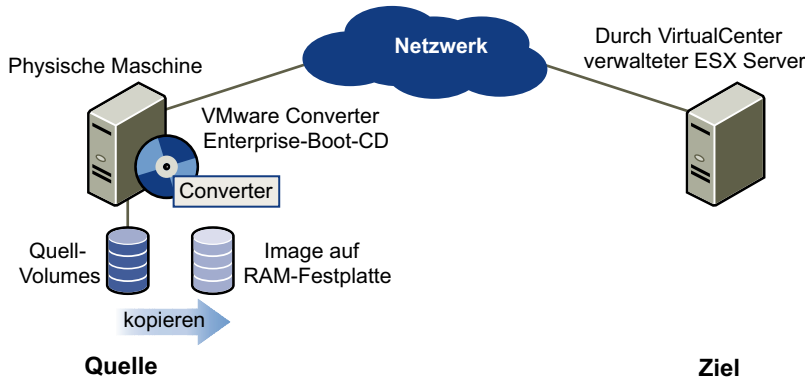 Netzwerk
Physische Maschine
Durch VirtualCenter
verwalteter ESX Server
VMware Converter
Enterprise-Boot-CD
Converter
Quell-
Volumes
Image auf
RAM-Festplatte
kopieren
Quelle
Ziel